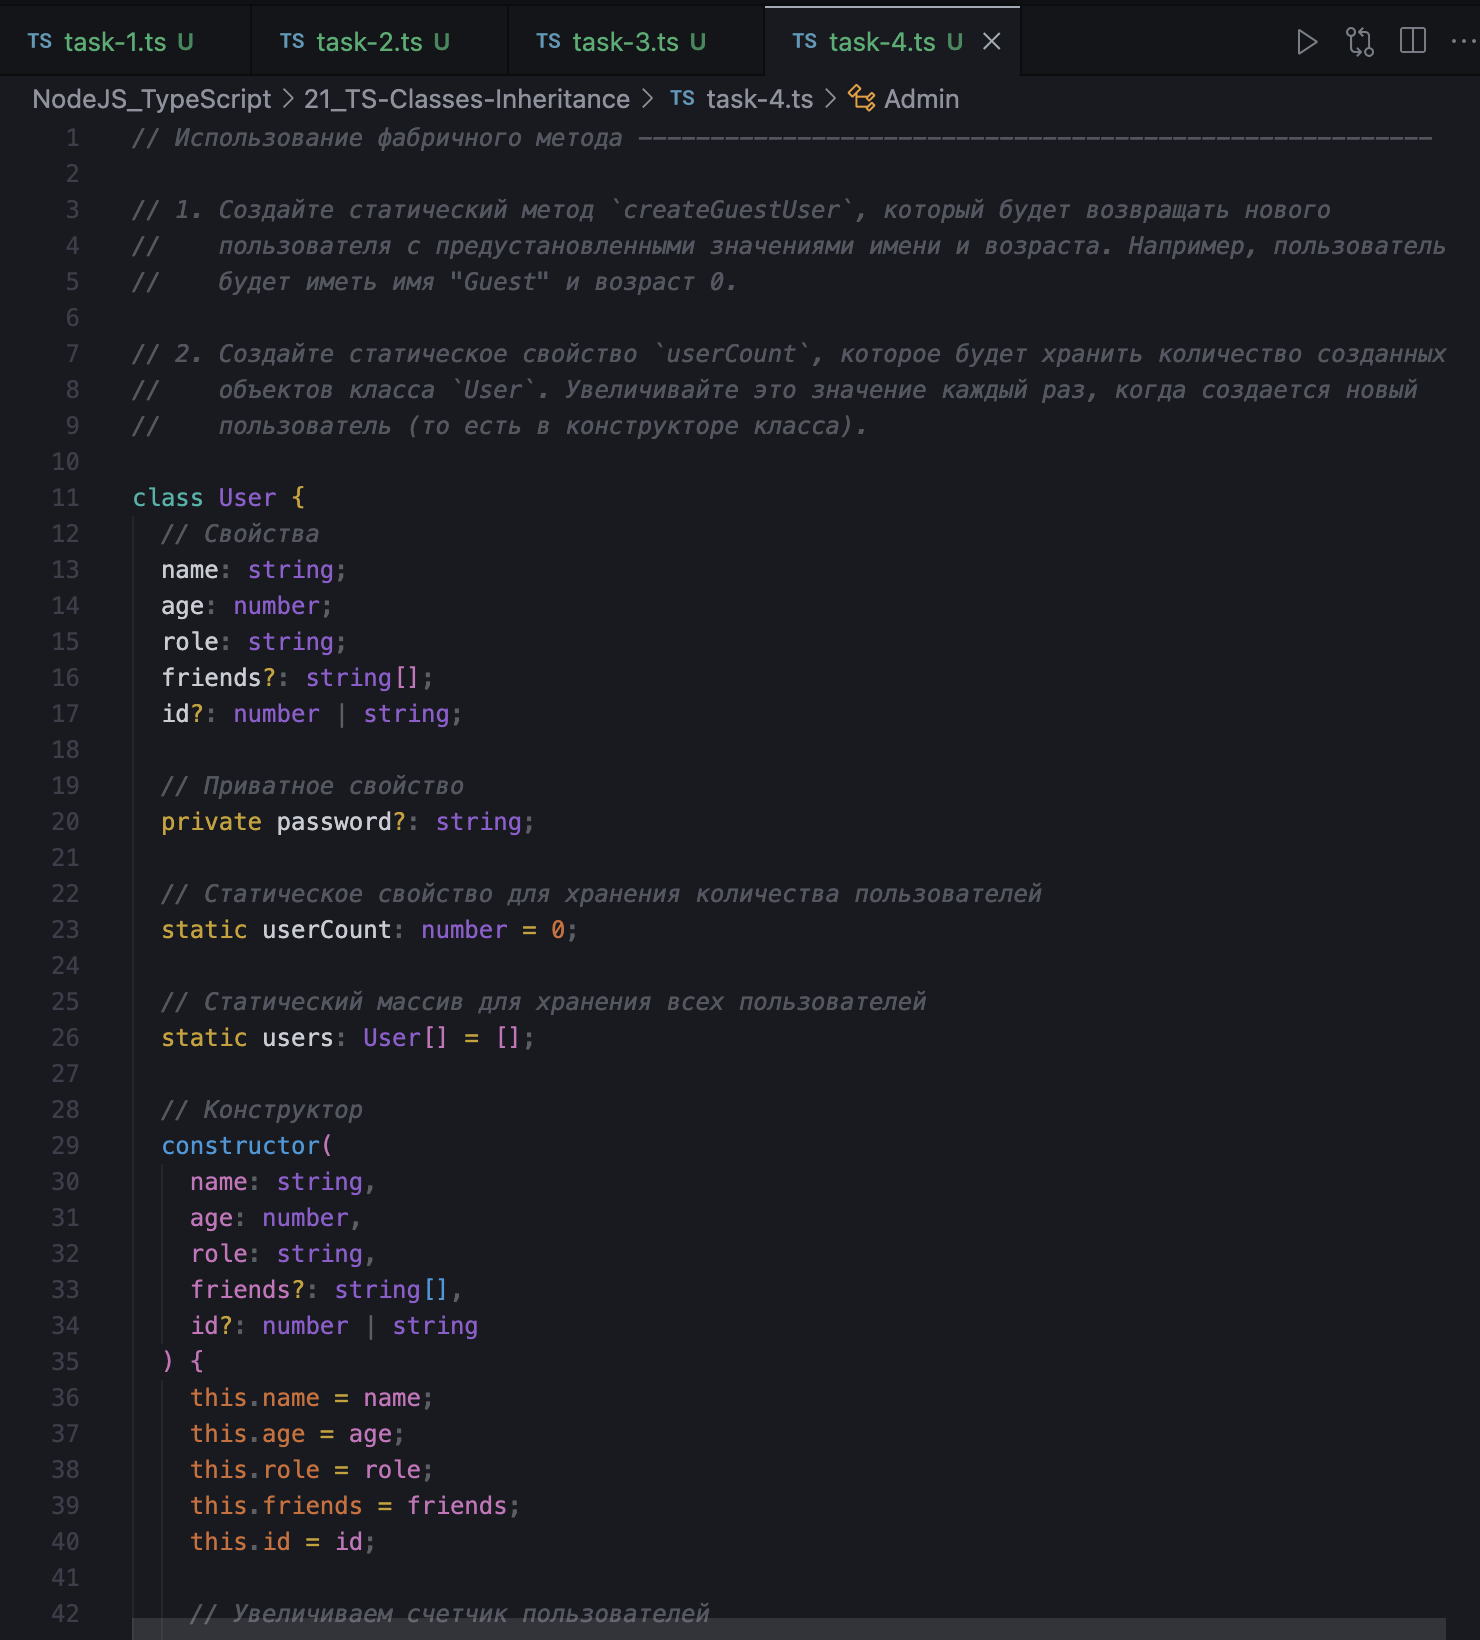 TS task-1.ts U TS task-2.ts U TS task-3.ts U TS task-4.ts U
NodeJS_TypeScript > 21_TS-Classes-Inheritance > TS task-4.ts > Admin
1 // Использование фабричного метода -------------------------------------------------------
2
3 // 1. Создайте статический метод `createGuestUser`, который будет возвращать нового
4 //    пользователя с предустановленными значениями имени и возраста. Например, пользователь
5 //    будет иметь имя "Guest" и возраст 0.
6
7 // 2. Создайте статическое свойство `userCount`, которое будет хранить количество созданных
8 //    объектов класса `User`. Увеличивайте это значение каждый раз, когда создается новый
9 //    пользователь (то есть в конструкторе класса).
10
11 class User {
12   // Свойства
13   name: string;
14   age: number;
15   role: string;
16   friends?: string[];
17   id?: number | string;
18
19   // Приватное свойство
20   private password?: string;
21
22   // Статическое свойство для хранения количества пользователей
23   static userCount: number = 0;
24
25   // Статический массив для хранения всех пользователей
26   static users: User[] = [];
27
28   // Конструктор
29   constructor(
30     name: string,
31     age: number,
32     role: string,
33     friends?: string[],
34     id?: number | string
35   ) {
36     this.name = name;
37     this.age = age;
38     this.role = role;
39     this.friends = friends;
40     this.id = id;
41
42     // Увеличиваем счетчик пользователей